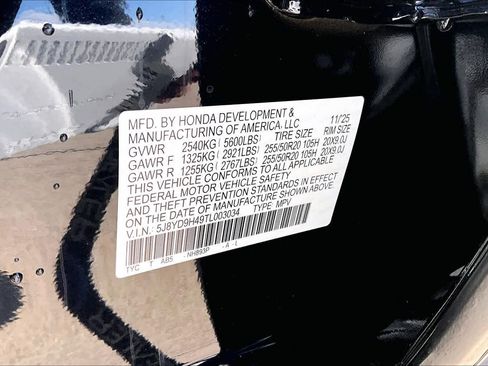 MFD. BY HONDA DEVELOPMENT & 11/25
MANUFACTURING OF AMERICA, LLC
GVWR 2540KG (5600LBS) TIRE SIZE RIM SIZE
GAWR F 1325KG (2921LBS) 255/50R20 105H 20X9.0J
GAWR R 1255KG (2767LBS) 255/50R20 105H 20X9.0J
THIS VEHICLE CONFORMS TO ALL APPLICABLE
FEDERAL MOTOR VEHICLE SAFETY
AND THEFT PREVENTION STANDARDS IN EFFECT
ON THE DATE OF MANUFACTURE SHOWN ABOVE.
V.I.N.: 5J8YD9H49TL003034 TYPE: MPV
TYC T AB5. -NH893P -A -L